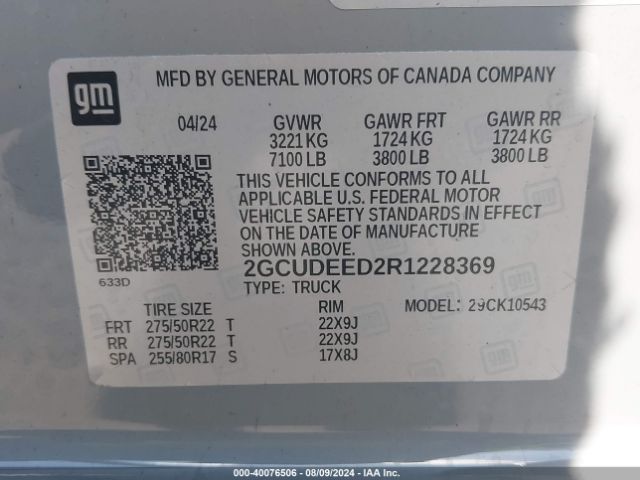 gm
MFD BY GENERAL MOTORS OF CANADA COMPANY
04/24 GVWR GAWR FRT GAWR RR
3221 KG 1724 KG 1724 KG
7100 LB 3800 LB 3800 LB
THIS VEHICLE CONFORMS TO ALL
APPLICABLE U.S. FEDERAL MOTOR
VEHICLE SAFETY STANDARDS IN EFFECT
ON THE DATE OF MANUFACTURE
SHOWN ABOVE.
633D
2GCUDEED2R1228369
TYPE: TRUCK
TIRE SIZE RIM MODEL: 29CK10543
FRT 275/50R22 T 22X9J
RR 275/50R22 T 22X9J
SPA 255/80R17 S 17X8J
000-40076506 - 08/09/2024 - IAA, Inc.